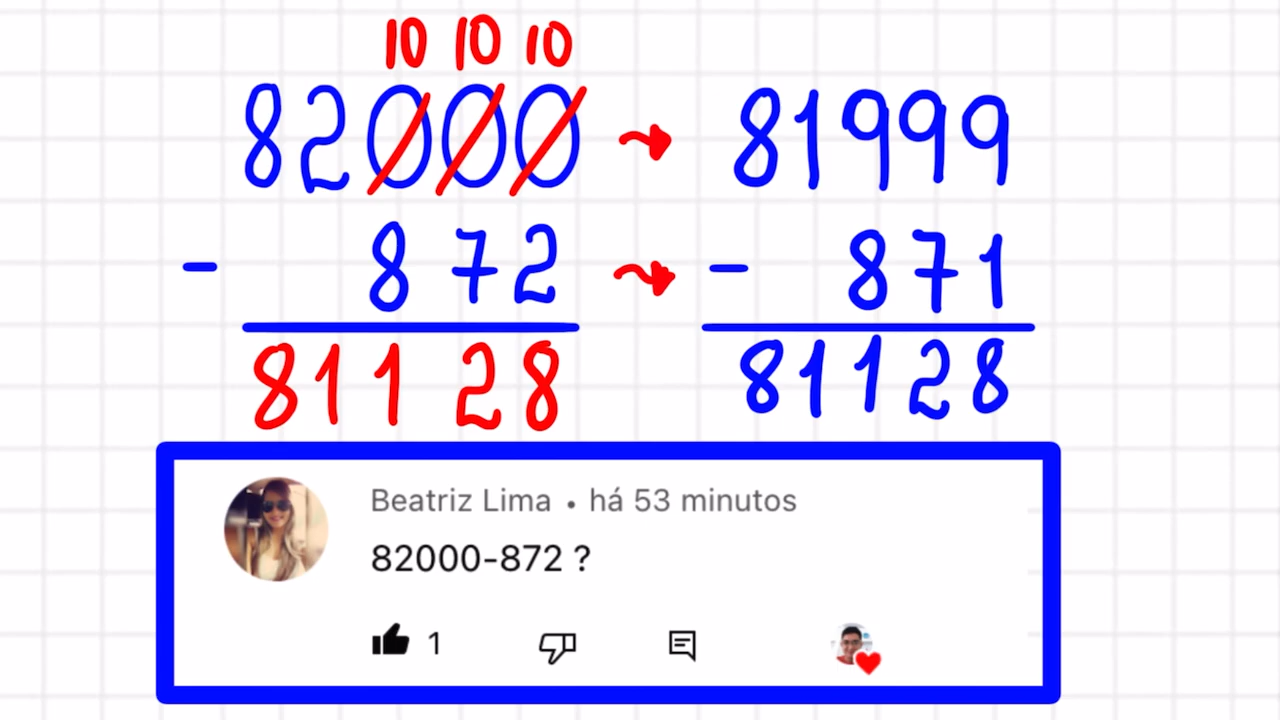 10 10 10
82000 → 81999
- 872 → - 871
81128 81128
Beatriz Lima • há 53 minutos
82000-872 ?
1